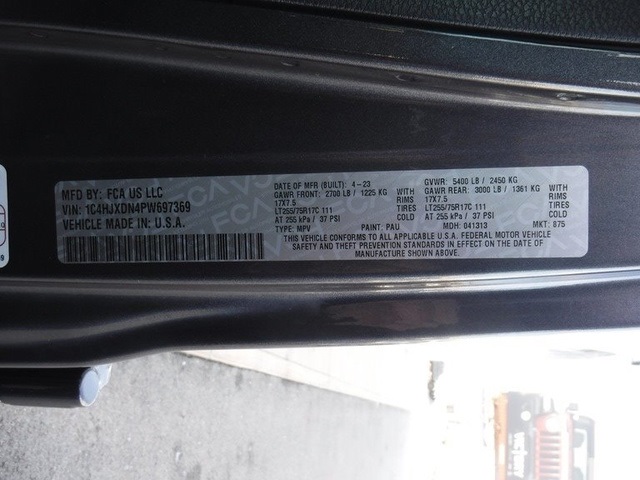 MFD BY: FCA US LLC
VIN: 1C4HJXDN4PW697369
VEHICLE MADE IN: U.S.A.
DATE OF MFR (BUILT): 4-23
GAWR FRONT: 2700 LB / 1225 KG
17X7.5 RIMS
LT255/75R17C 111 TIRES
AT 255 kPa / 37 PSI COLD
TYPE: MPV PAINT: PAU
GVWR: 5400 LB / 2450 KG
GAWR REAR: 3000 LB / 1361 KG
17X7.5 RIMS
LT255/75R17C 111 TIRES
AT 255 kPa / 37 PSI COLD
MDH: 041313 MKT: 875
THIS VEHICLE CONFORMS TO ALL APPLICABLE U.S.A. FEDERAL MOTOR VEHICLE
SAFETY AND THEFT PREVENTION STANDARDS IN EFFECT ON THE DATE OF
MANUFACTURE SHOWN ABOVE.